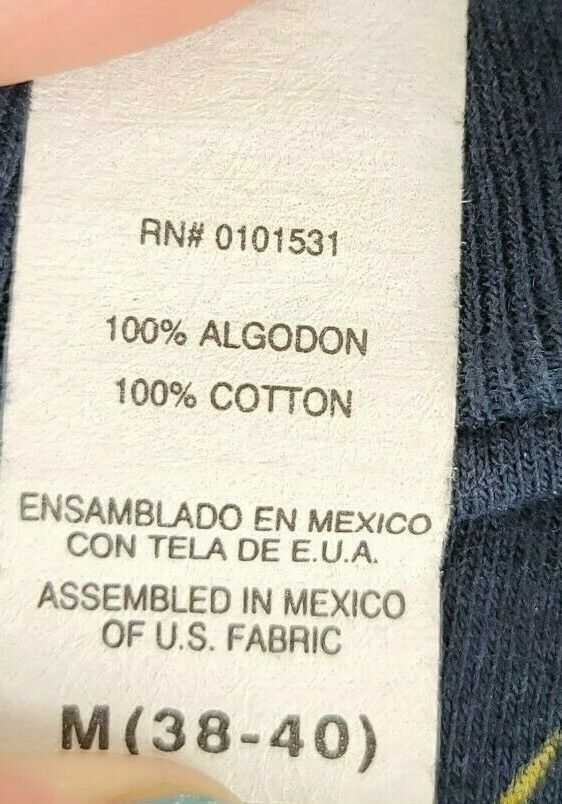 RN# 0101531
100% ALGODON
100% COTTON
ENSAMBLADO EN MEXICO
CON TELA DE E.U.A.
ASSEMBLED IN MEXICO
OF U.S. FABRIC
M (38-40)